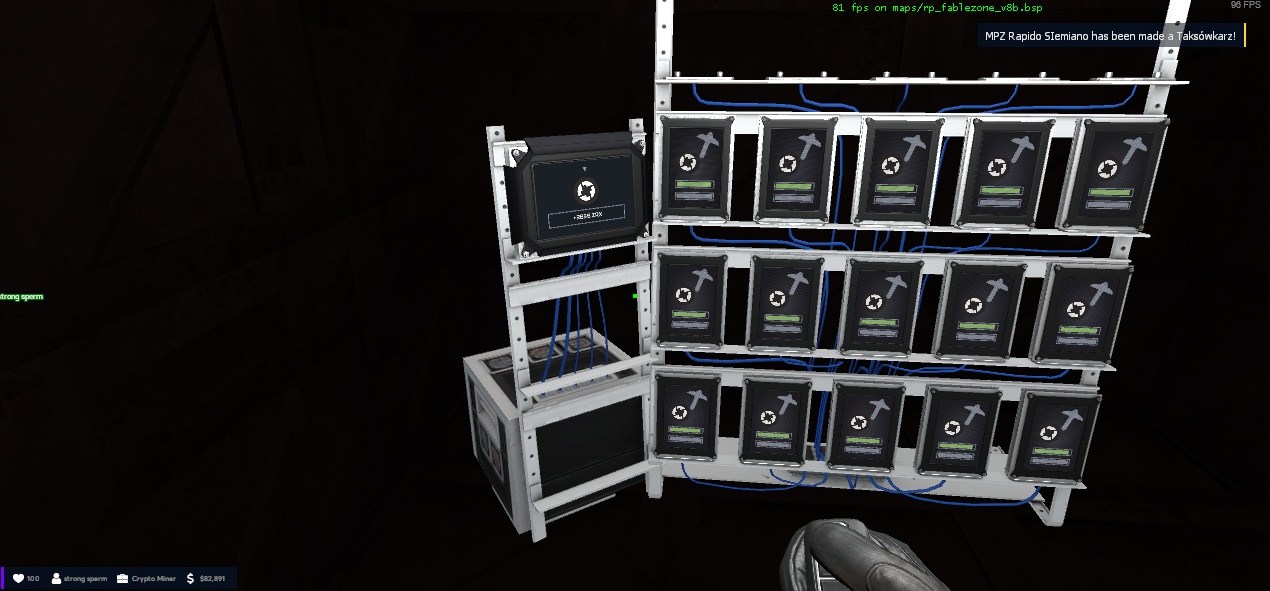 81 fps on maps/rp_fablezone_v8b.bsp
96 FPS
MPZ Rapido SIemiano has been made a Taksówkarz!
strong sperm
100 strong sperm Crypto Miner $82,891